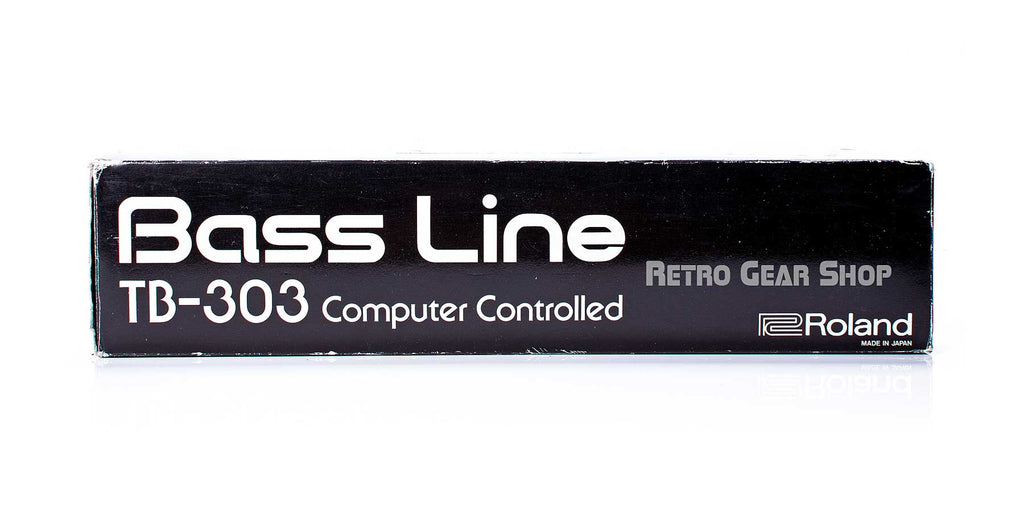 Bass Line
TB-303 Computer Controlled
RETRO GEAR SHOP
Roland
MADE IN JAPAN